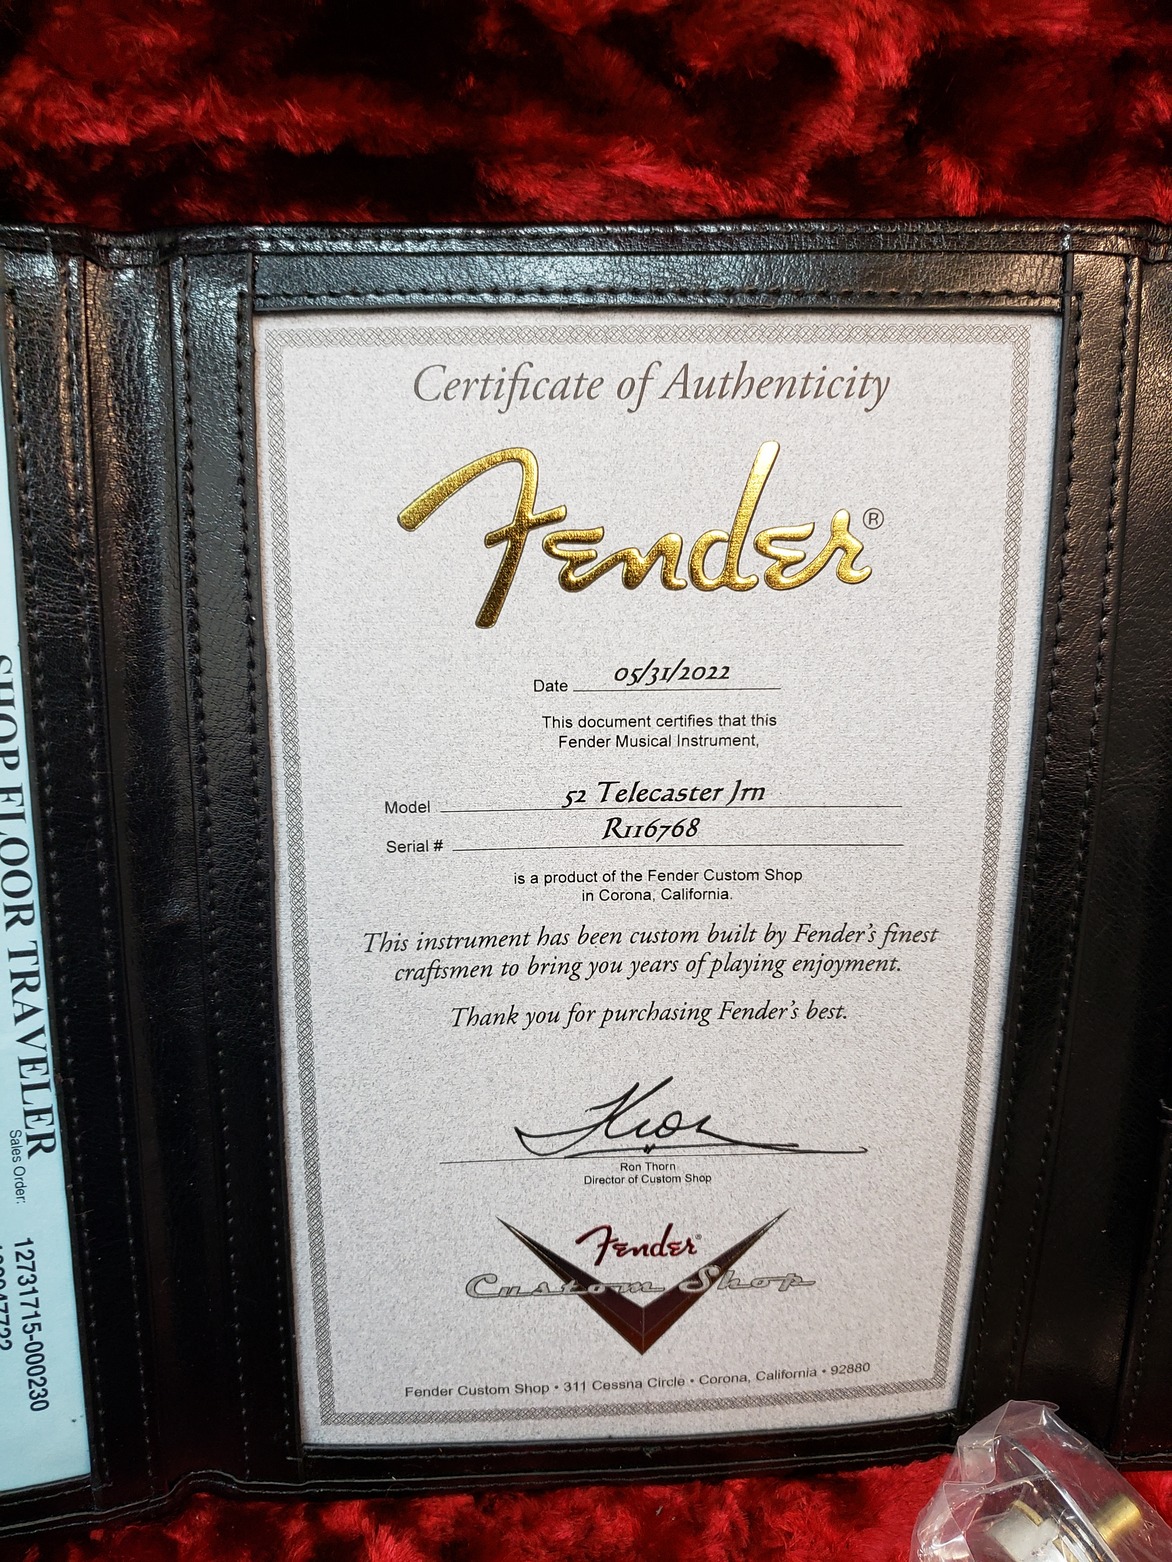 Certificate of Authenticity
Fender®
Date 05/31/2022
This document certifies that this
Fender Musical Instrument,
Model 52 Telecaster Jrn
Serial # R116768
is a product of the Fender Custom Shop
in Corona, California.
This instrument has been custom built by Fender's finest
craftsmen to bring you years of playing enjoyment.
Thank you for purchasing Fender's best.
Ron Thorn
Director of Custom Shop
Fender®
Custom Shop
Fender Custom Shop • 311 Cessna Circle • Corona, California • 92880
SHOP FLOOR TRAVELER
Sales Order: 12731715-000230